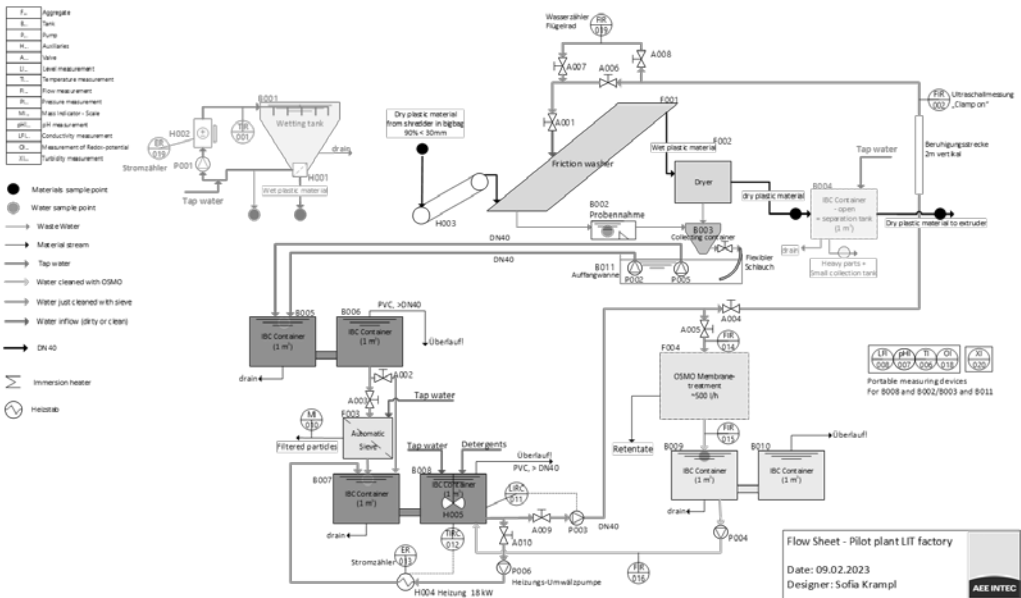 F... Aggregate
B... Tank
P... Pump
H... Auxiliaries
A... Valve
LI... Level measurement
TI... Temperature measurement
FI... Flow measurement
PI... Pressure measurement
MI... Mass Indicator - Scale
pHI... pH measurement
LFI... Conductivity measurement
OI... Measurement of Redox-potential
XI... Turbidity measurement
Materials sample point
Water sample point
Waste Water
Material stream
Tap water
Water cleaned with OSMO
Water just cleaned with sieve
Water inflow (dirty or clean)
DN 40
Immersion heater
Heizstab
B001
Wetting tank
H002
TIR
001
ER
019
Stromzähler
P001
drain
H001
Wet plastic material
Tap water
Dry plastic material
from shredder in bigbag
90% < 30mm
H003
Wasserzähler
Flügelrad
FIR
A007
A006
A008
A001
F001
Friction washer
Wet plastic material
F002
Dryer
dry plastic material
B002
Probennahme
B003
Collecting container
Flexibler
Schlauch
B011
Auffangwanne
P002
P005
Tap water
B004
IBC Container
- open
= separation tank
(1 m³)
drain
Heavy parts +
Small collection tank
Dry plastic material to extruder
FIR
002
Ultraschallmessung
„Clamp on"
Beruhigungsstrecke
2m vertikal
DN40
DN40
B005
IBC Container
(1 m³)
B006
IBC Container
(1 m³)
PVC, >DN40
Überlauf!
drain
A002
A003
Tap water
F003
Automatic
Sieve
MI
Filtered particles
B007
IBC Container
(1 m³)
drain
Tap water
Detergents
B008
IBC Container
(1 m³)
H005
Überlauf!
PVC, > DN40
LIRC
011
TIRC
012
A009
P003
DN40
A010
P006
Heizungs-Umwälzpumpe
Stromzähler
ER
013
H004 Heizung 18 kW
A004
A005
FIR
014
F004
OSMO Membrane-
treatment
~500 l/h
Retentate
FIR
015
B009
IBC Container
(1 m³)
B010
IBC Container
(1 m³)
Überlauf!
drain
P004
FIR
016
LFI
008
pHI
007
TI
006
OI
018
XI
020
Portable measuring devices
For B008 and B002/B003 and B011
Flow Sheet - Pilot plant LIT factory
Date: 09.02.2023
Designer: Sofia Krampl
AEE INTEC